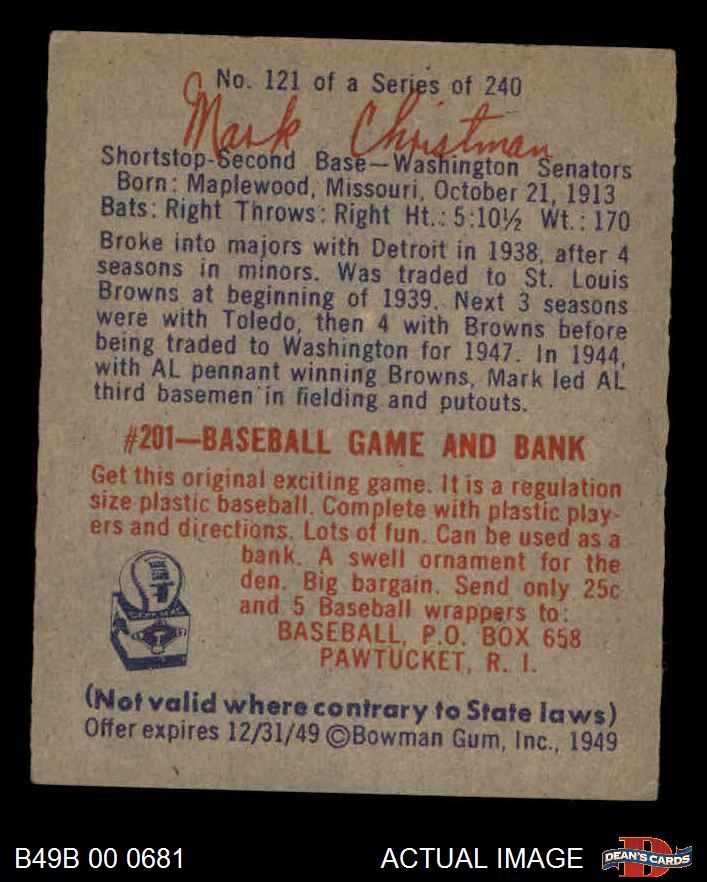 No. 121 of a Series of 240
Mark Christman
Shortstop-Second Base—Washington Senators
Born: Maplewood, Missouri, October 21, 1913
Bats: Right Throws: Right Ht.: 5:10½ Wt.: 170
Broke into majors with Detroit in 1938, after 4
seasons in minors. Was traded to St. Louis
Browns at beginning of 1939. Next 3 seasons
were with Toledo, then 4 with Browns before
being traded to Washington for 1947. In 1944,
with AL pennant winning Browns, Mark led AL
third basemen in fielding and putouts.
#201—BASEBALL GAME AND BANK
Get this original exciting game. It is a regulation
size plastic baseball. Complete with plastic play-
ers and directions. Lots of fun. Can be used as a
bank. A swell ornament for the
den. Big bargain. Send only 25c
and 5 Baseball wrappers to:
BASEBALL, P.O. BOX 658
PAWTUCKET, R. I.
(Not valid where contrary to State laws)
Offer expires 12/31/49 ©Bowman Gum, Inc., 1949
B49B 00 0681
ACTUAL IMAGE
DEAN'S CARDS